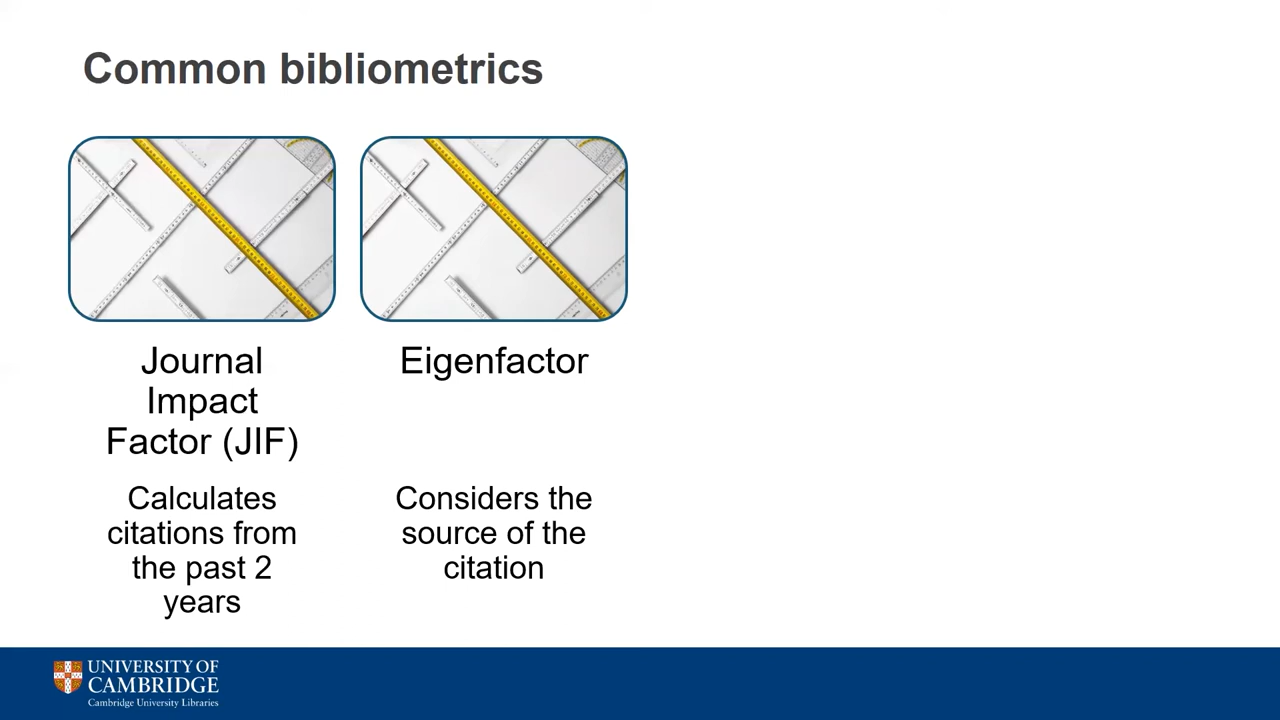 Common bibliometrics
Journal
Impact
Factor (JIF)
Calculates
citations from
the past 2
years
Eigenfactor
Considers the
source of the
citation
UNIVERSITY OF
CAMBRIDGE
Cambridge University Libraries